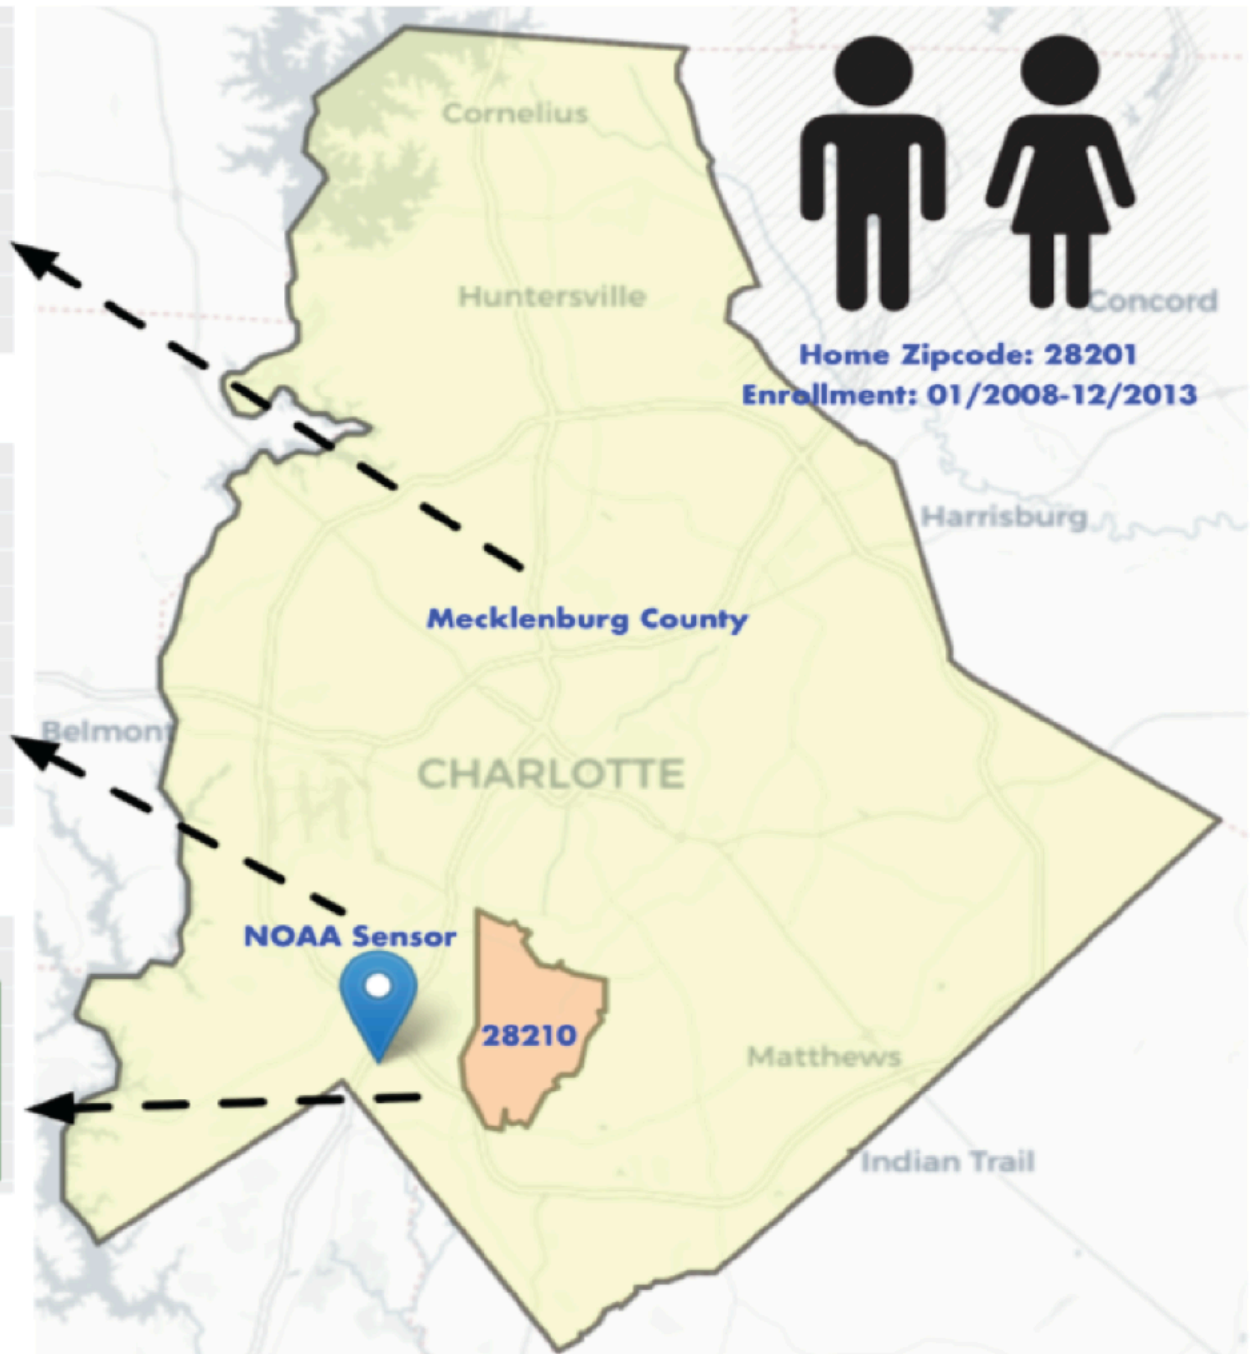 Cornelius
Huntersville
Concord
Home Zipcode: 28201
Enrollment: 01/2008-12/2013
Harrisburg
Mecklenburg County
Belmont
CHARLOTTE
NOAA Sensor
28210
Matthews
Indian Trail